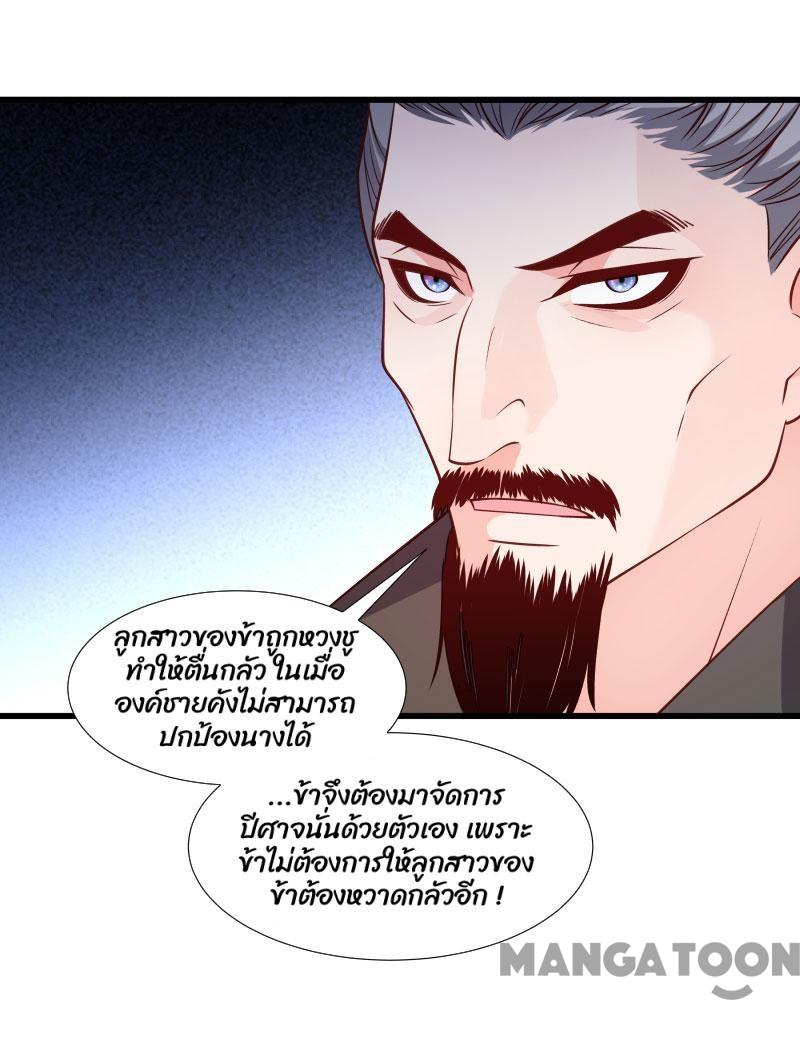 ลูกสาวของข้าถูกหวงชู
ทำให้ตื่นกลัว ในเมื่อ
องค์ชายคังไม่สามารถ
ปกป้องนางได้
...ข้าจึงต้องมาจัดการ
ปีศาจนั่นด้วยตัวเอง เพราะ
ข้าไม่ต้องการให้ลูกสาวของ
ข้าต้องหวาดกลัวอีก !
MANGATOON